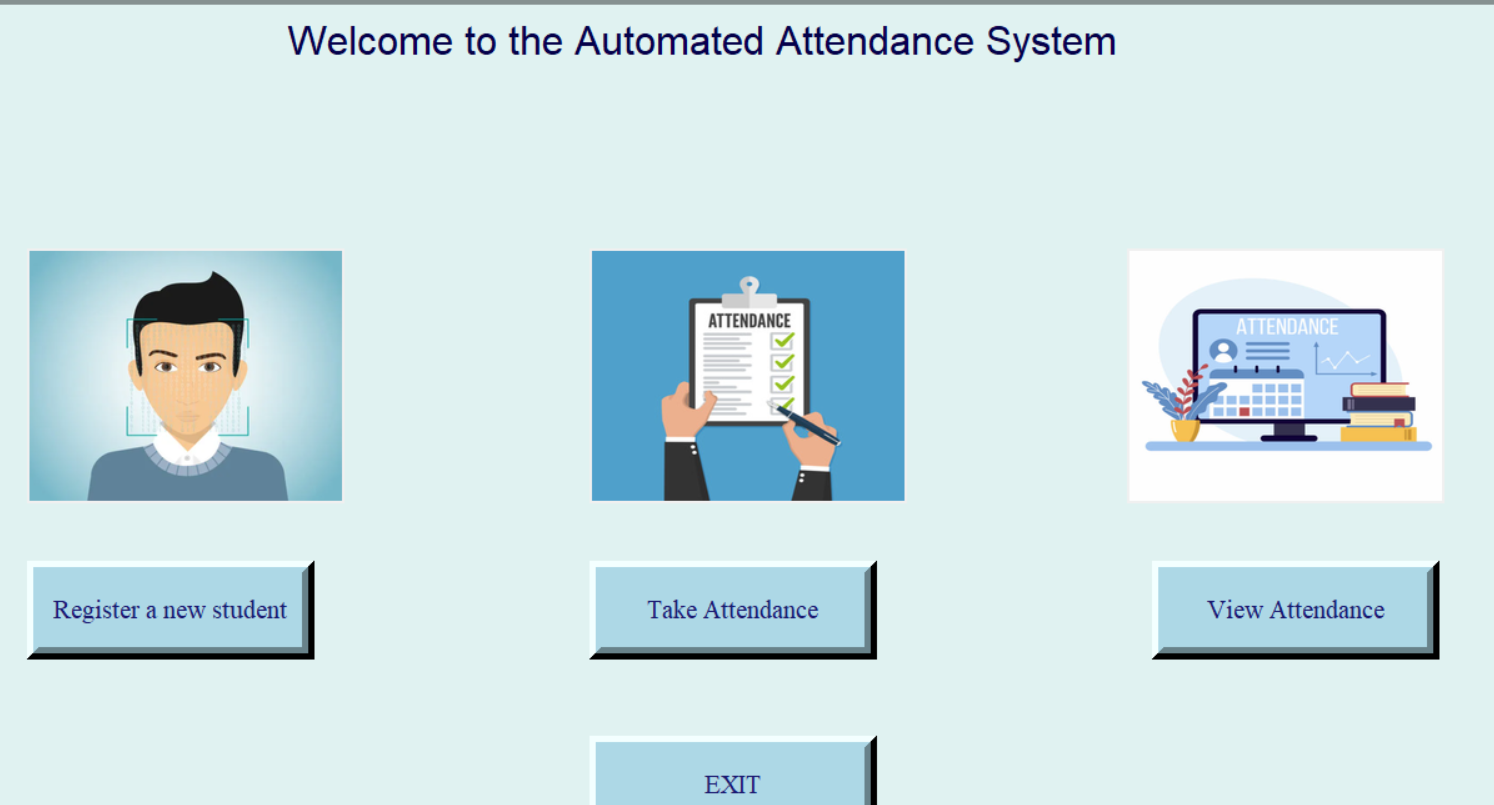 Welcome to the Automated Attendance System
ATTENDANCE
ATTENDANCE
Register a new student
Take Attendance
View Attendance
EXIT